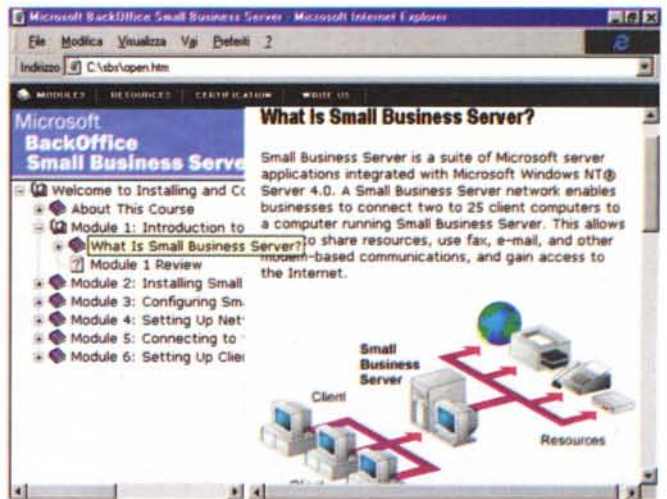 Microsoft BackOffice Small Business Server - Microsoft Internet Explorer
File Modifica Visualizza Vai Preferiti ?
Indirizzo C:\sbs\open.htm
MODULES RESOURCES CERTIFICATION WRITE US
Microsoft
BackOffice
Small Business Serve
Welcome to Installing and Co
About This Course
Module 1: Introduction to
What Is Small Business Server?
Module 1 Review
Module 2: Installing Small
Module 3: Configuring Sm
Module 4: Setting Up Net
Module 5: Connecting to
Module 6: Setting Up Clie
What Is Small Business Server?
Small Business Server is a suite of Microsoft server
applications integrated with Microsoft Windows NT®
Server 4.0. A Small Business Server network enables
businesses to connect two to 25 client computers to
a computer running Small Business Server. This allows
to share resources, use fax, e-mail, and other
modem-based communications, and gain access to
the Internet.
Small
Business
Server
Client
Resources